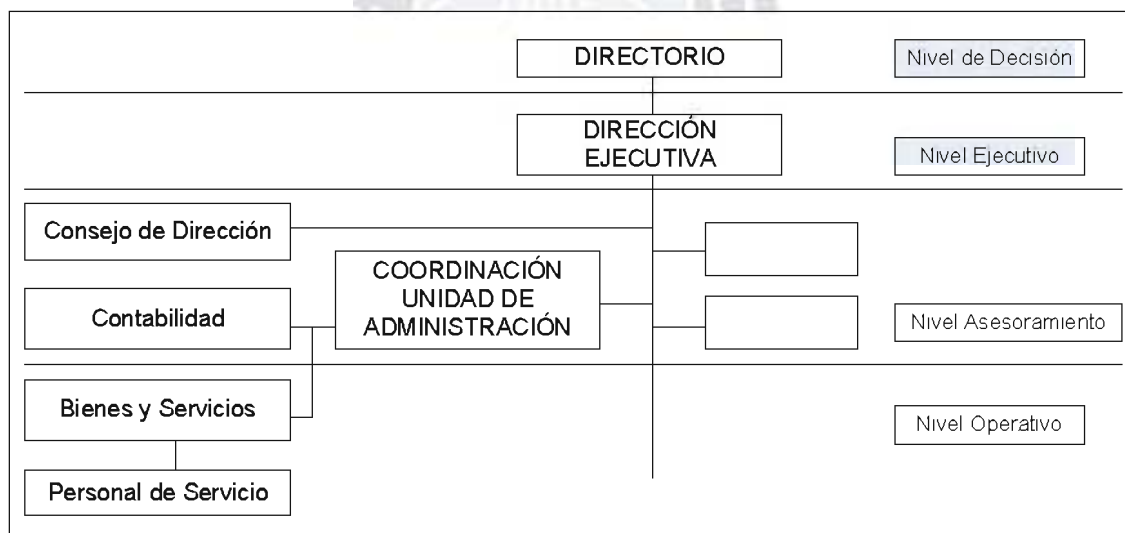 DIRECTORIO
Nivel de Decisión
DIRECCIÓN
EJECUTIVA
Nivel Ejecutivo
Consejo de Dirección
COORDINACIÓN
UNIDAD DE
ADMINISTRACIÓN
Contabilidad
Nivel Asesoramiento
Bienes y Servicios
Nivel Operativo
Personal de Servicio